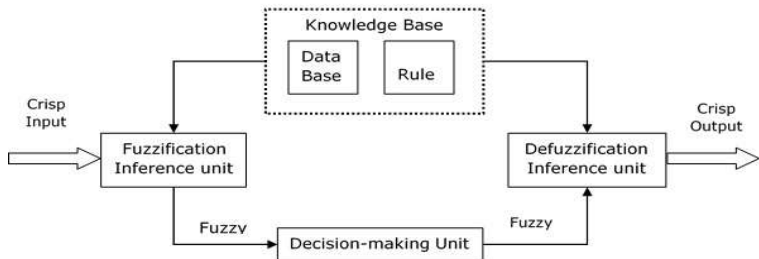 Knowledge Base
Data
Base
Rule
Crisp
Input
Fuzzification
Inference unit
Defuzzification
Inference unit
Crisp
Output
Fuzzy
Decision-making Unit
Fuzzy